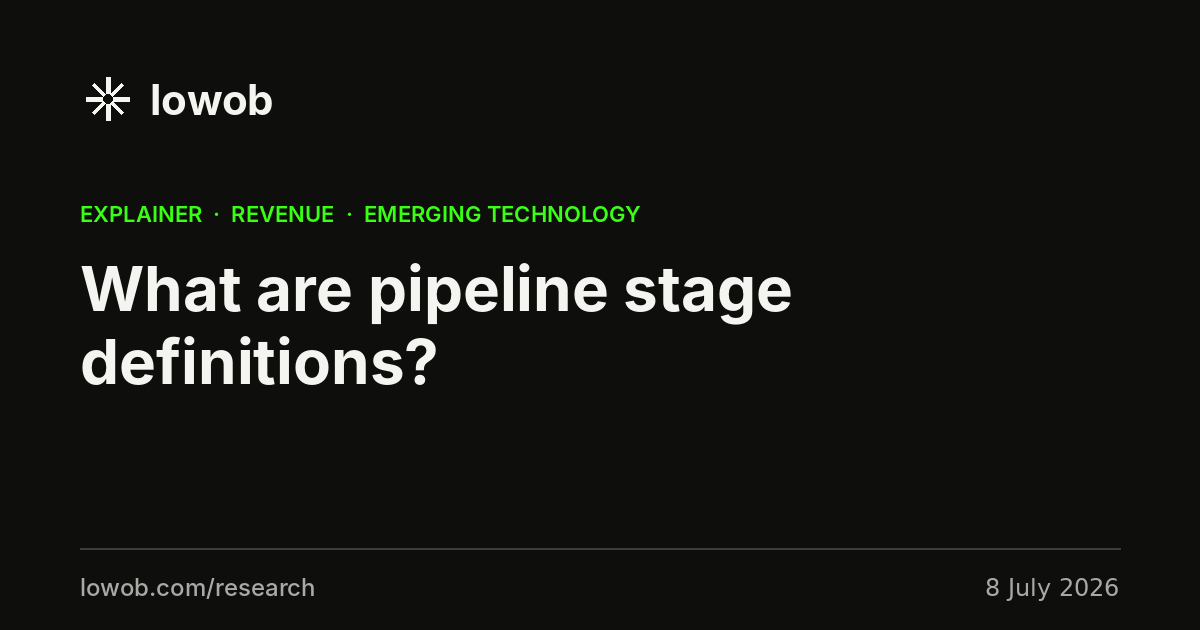 lowob
EXPLAINER · REVENUE · EMERGING TECHNOLOGY
What are pipeline stage
definitions?
lowob.com/research
8 July 2026